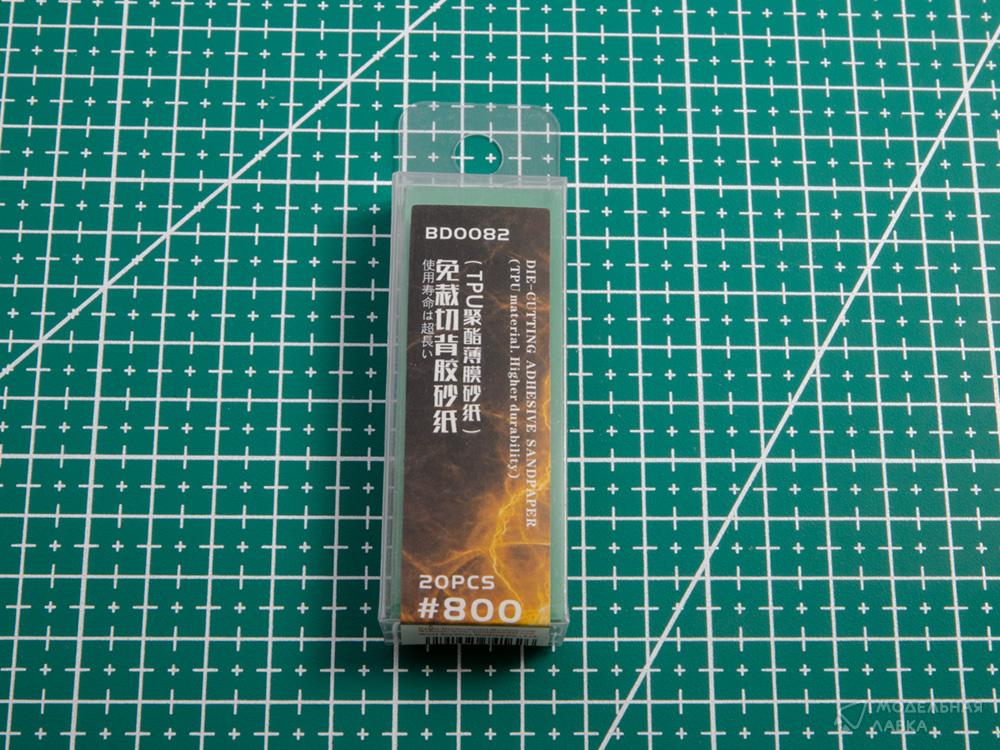 BD0082
DIE-CUTTING ADHESIVE SANDPAPER
(TPU material. Higher durability)
(TPU聚酯薄膜砂纸)
免裁切背胶砂纸
使用寿命は超長い
20PCS
#800
МОДЕЛЬНАЯ
ЛАВКА